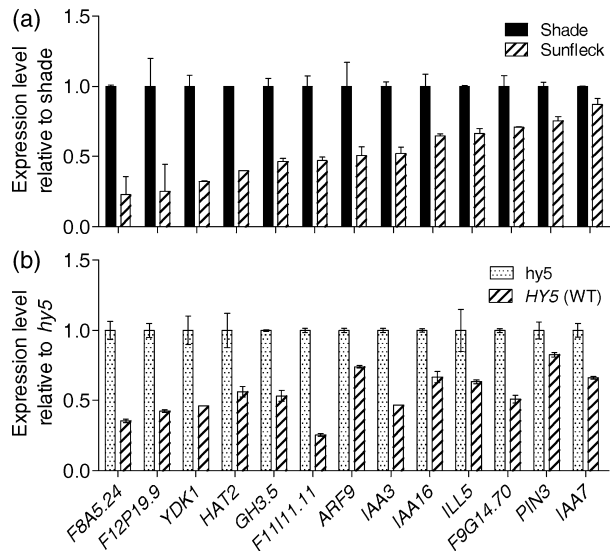 (a)
1.5
1.0
0.5
0.0
Expression level
relative to shade
Shade
Sunfleck
(b)
1.5
1.0
0.5
0.0
Expression level
relative to hy5
hy5
HY5 (WT)
F8A5.24
F12P19.9
YDK1
HAT2
GH3.5
F11I11.11
ARF9
IAA3
IAA16
ILL5
F9G14.70
PIN3
IAA7